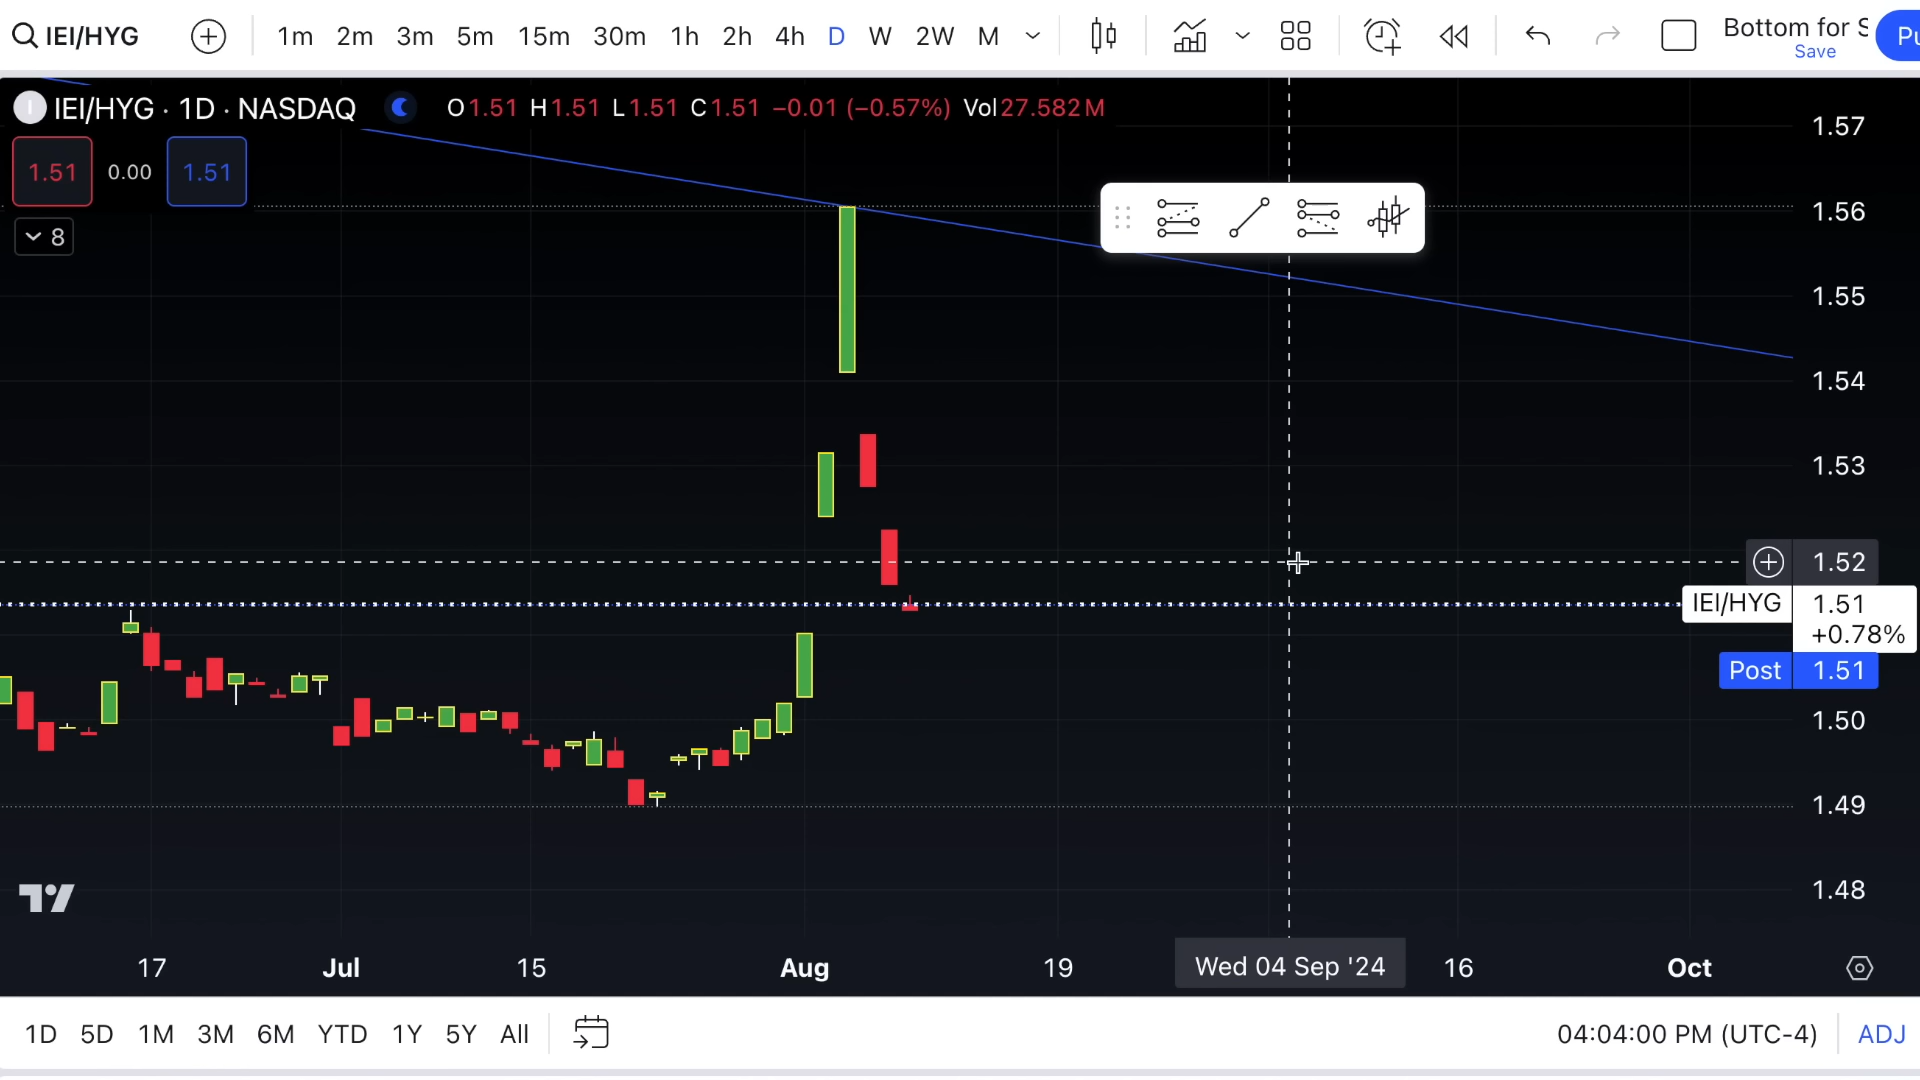 IEI/HYG 1m 2m 3m 5m 15m 30m 1h 2h 4h D W 2W M Bottom for S
Save
IEI/HYG · 1D · NASDAQ O1.51 H1.51 L1.51 C1.51 −0.01 (−0.57%) Vol27.582M
1.57
1.51 0.00 1.51
1.56
8
1.55
1.54
1.53
1.52
IEI/HYG 1.51
+0.78%
Post 1.51
1.50
1.49
1.48
17 Jul 15 Aug 19 Wed 04 Sep '24 16 Oct
1D 5D 1M 3M 6M YTD 1Y 5Y All 04:04:00 PM (UTC-4) ADJ